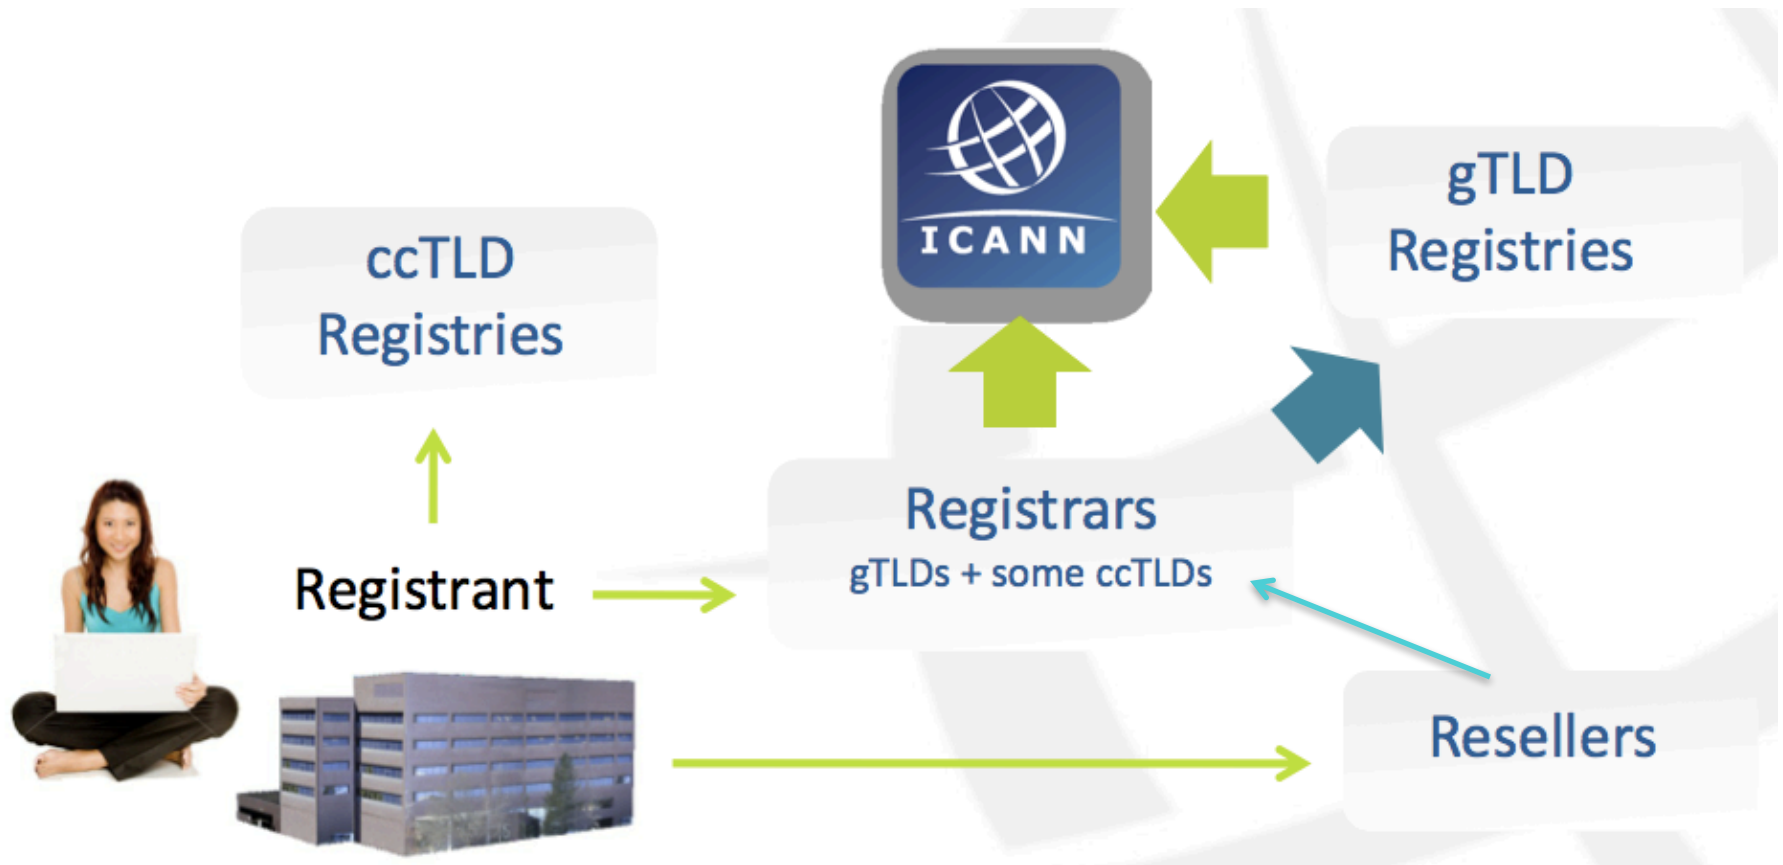 ICANN
gTLD
Registries
ccTLD
Registries
Registrars
gTLDs + some ccTLDs
Registrant
Resellers